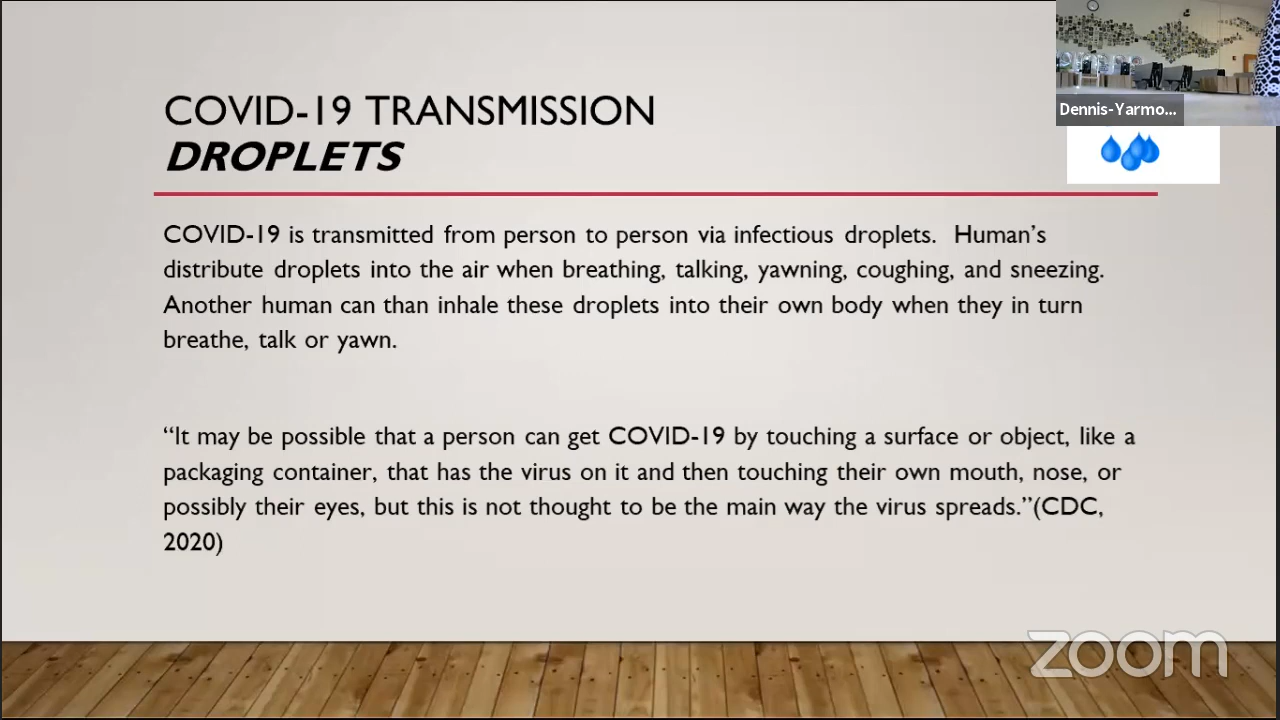 COVID-19 TRANSMISSION
DROPLETS
Dennis-Yarmo...
COVID-19 is transmitted from person to person via infectious droplets. Human’s
distribute droplets into the air when breathing, talking, yawning, coughing, and sneezing.
Another human can than inhale these droplets into their own body when they in turn
breathe, talk or yawn.
“It may be possible that a person can get COVID-19 by touching a surface or object, like a
packaging container, that has the virus on it and then touching their own mouth, nose, or
possibly their eyes, but this is not thought to be the main way the virus spreads.”(CDC,
2020)
zoom